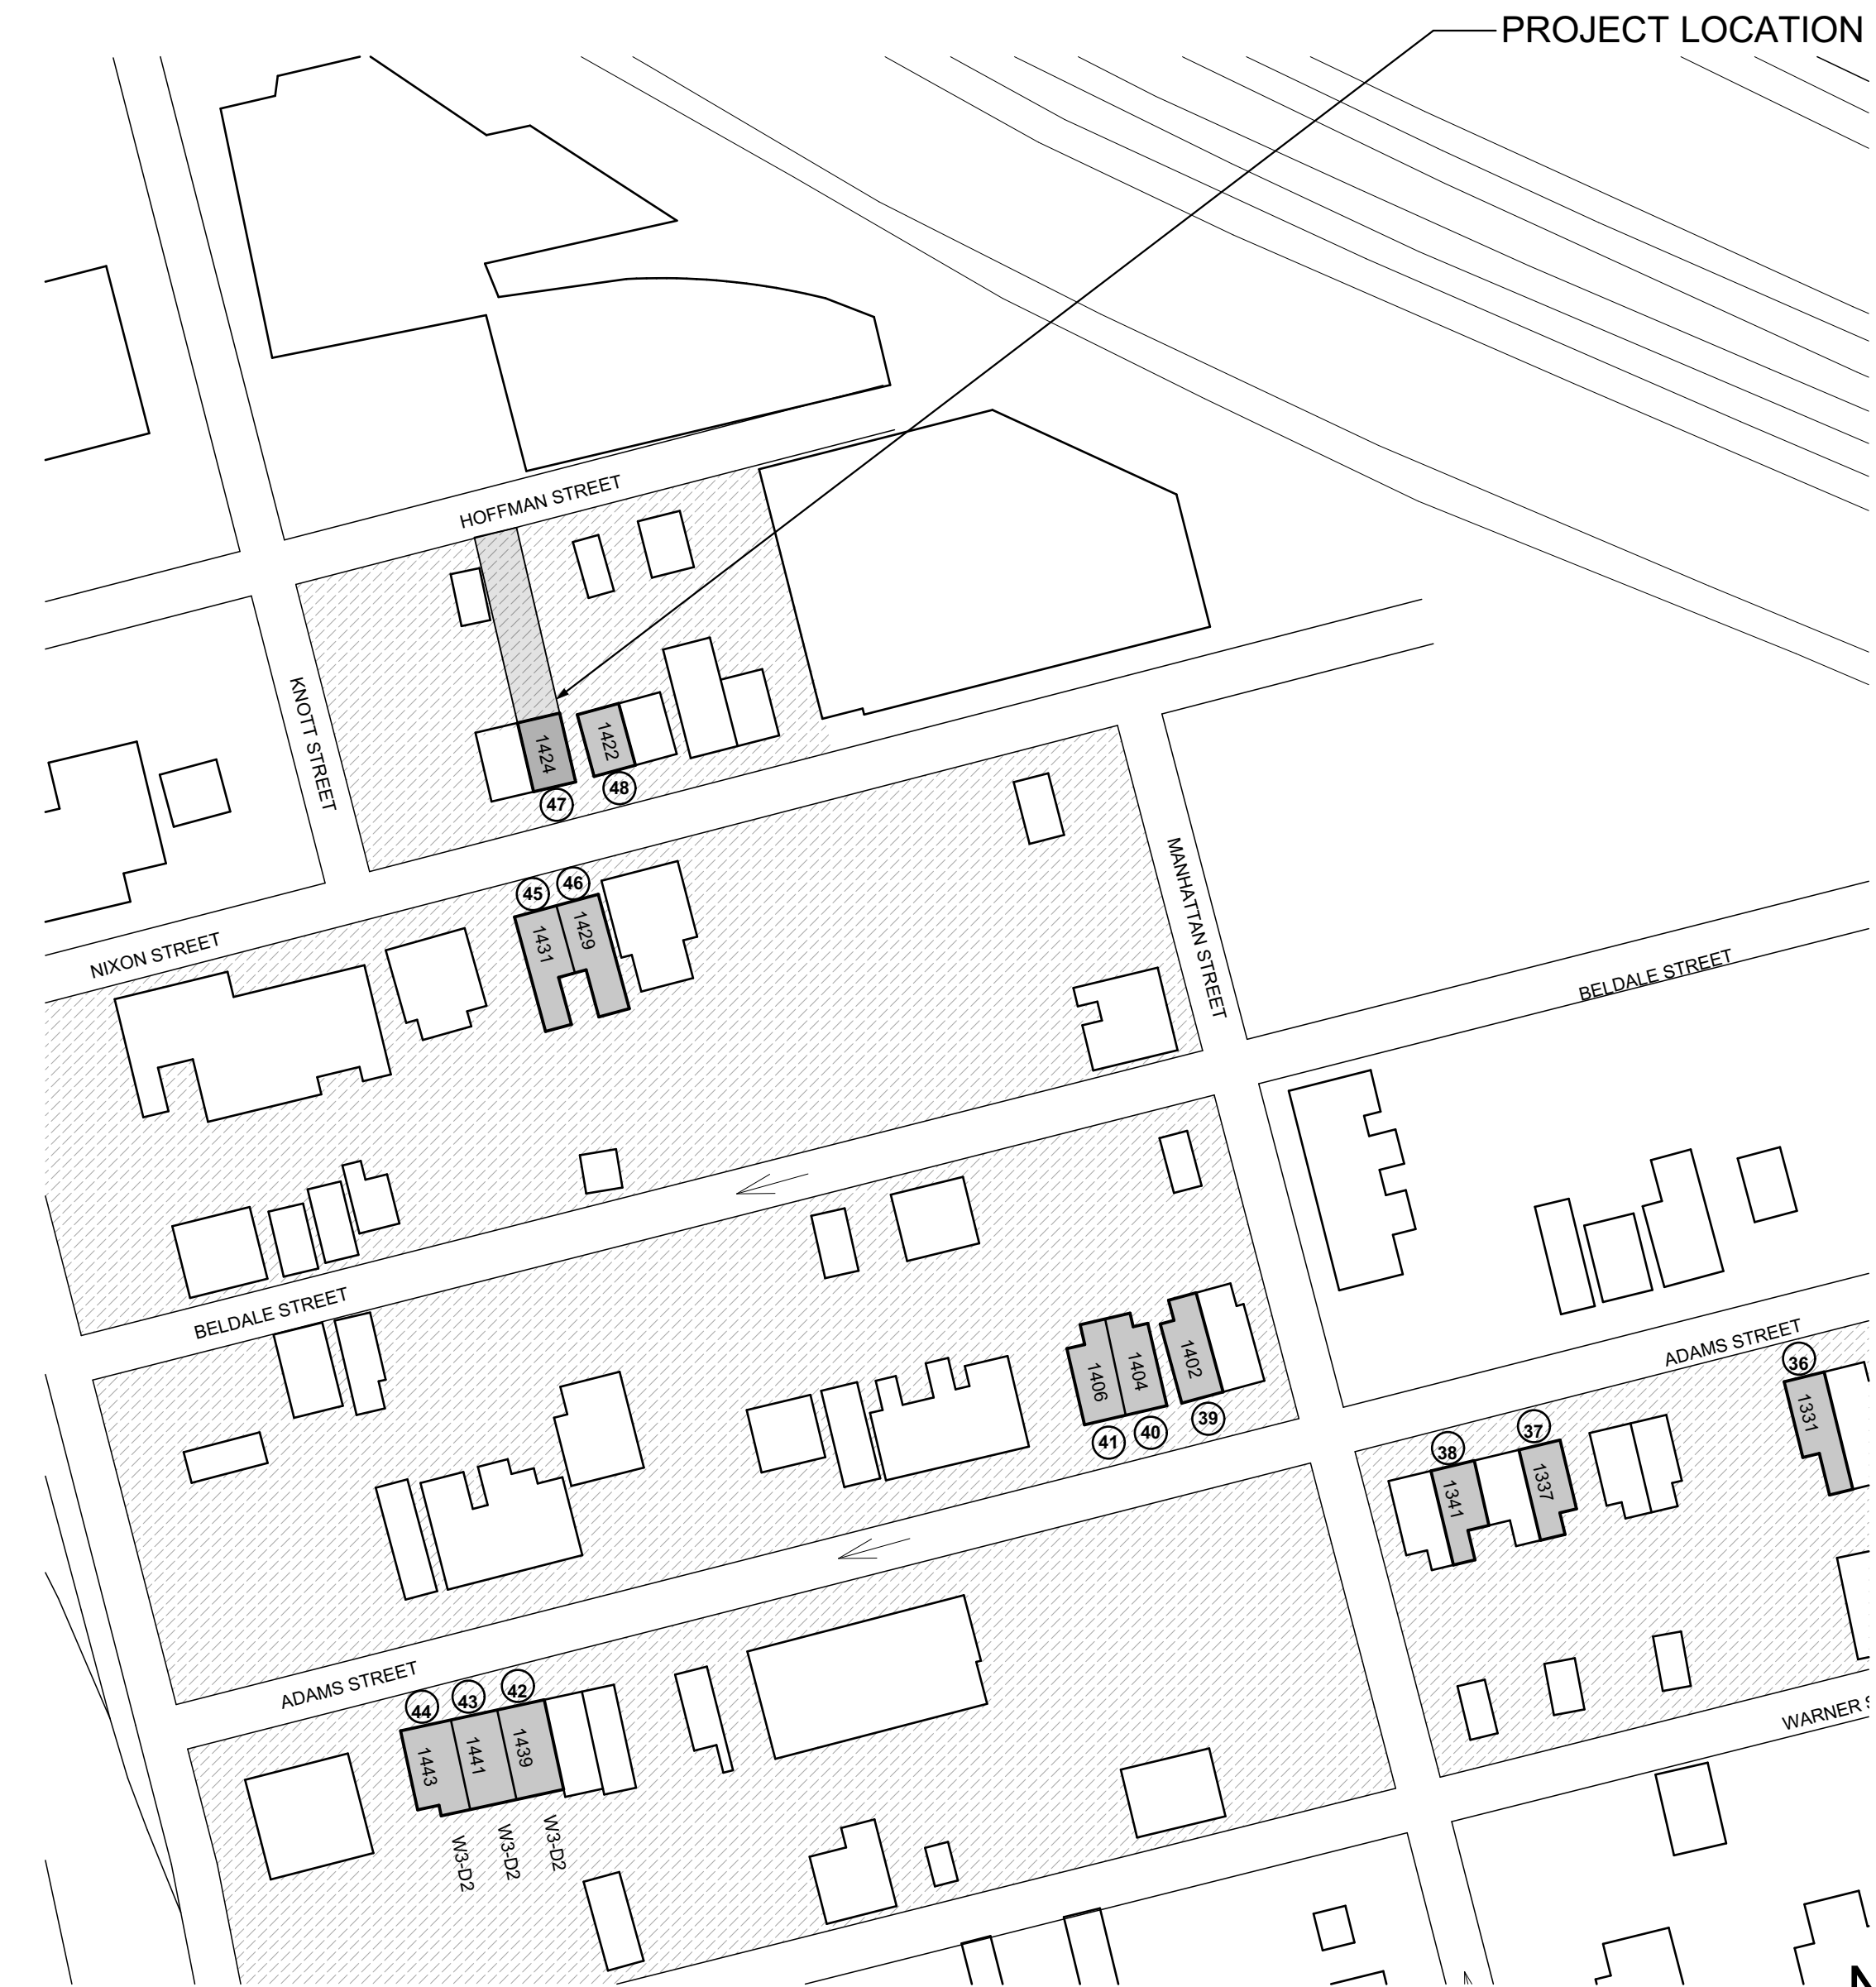 PROJECT LOCATION
HOFFMAN STREET
KNOTT STREET
1424
1422
47
48
MANHATTAN STREET
45
46
1431
1429
NIXON STREET
BELDALE STREET
BELDALE STREET
ADAMS STREET
36
1331
1406
1404
1402
41
40
39
38
37
1341
1337
ADAMS STREET
44
43
42
1443
1441
1439
WARNER
W3-D2
W3-D2
W3-D2